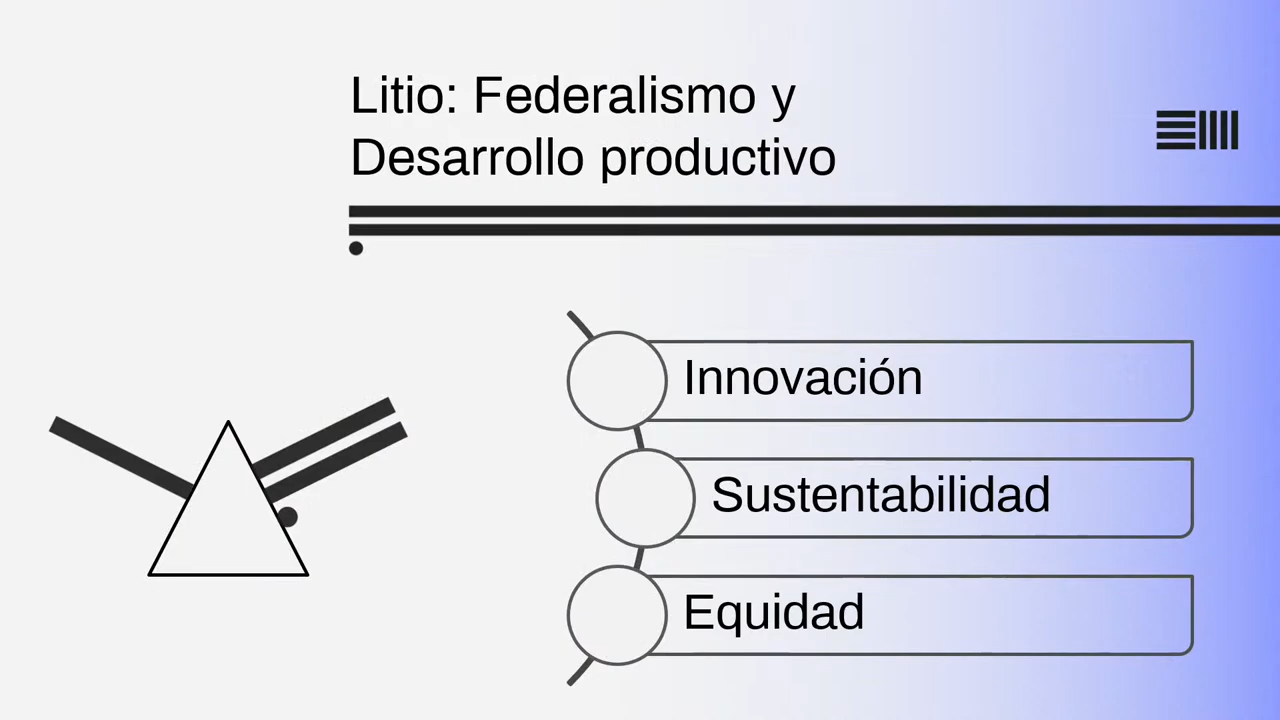 Litio: Federalismo y
Desarrollo productivo
Innovación
Sustentabilidad
Equidad